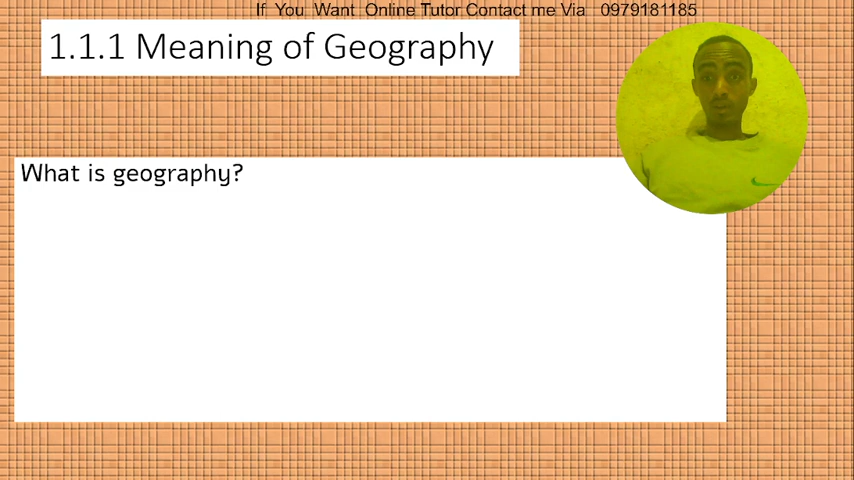 If You Want Online Tutor Contact me Via 0979181185
1.1.1 Meaning of Geography
What is geography?